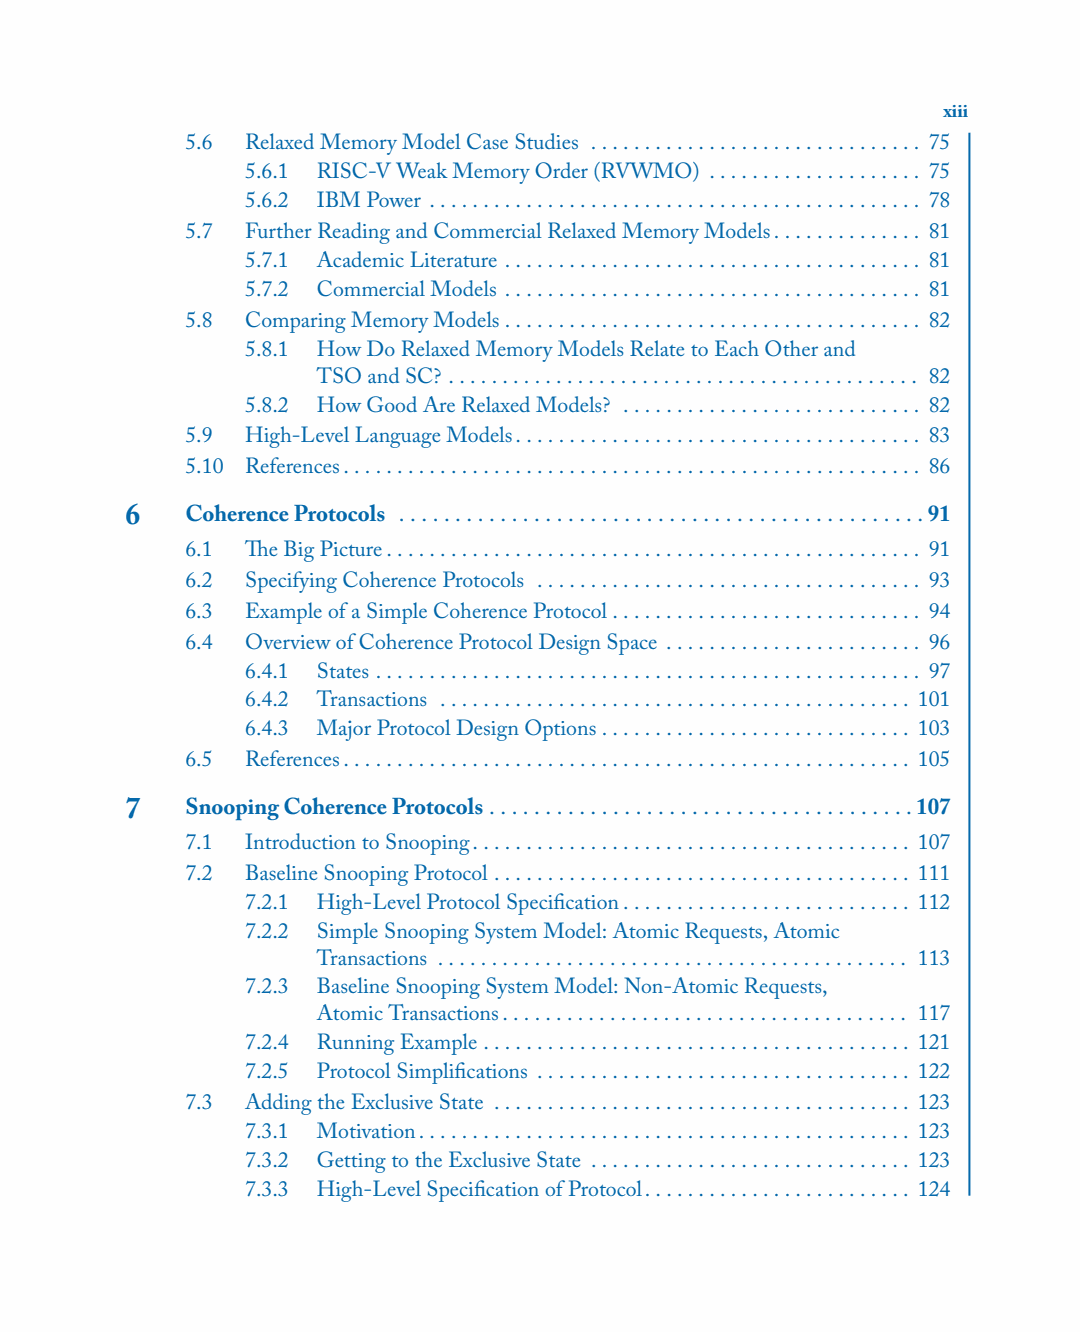 xiii
5.6 Relaxed Memory Model Case Studies . . . . . . . . . . . . . . . . . . . . . . . . . . . . . . . 75
5.6.1 RISC-V Weak Memory Order (RVWMO) . . . . . . . . . . . . . . . . . . . . 75
5.6.2 IBM Power . . . . . . . . . . . . . . . . . . . . . . . . . . . . . . . . . . . . . . . . . . . . . . 78
5.7 Further Reading and Commercial Relaxed Memory Models . . . . . . . . . . . . . . 81
5.7.1 Academic Literature . . . . . . . . . . . . . . . . . . . . . . . . . . . . . . . . . . . . . . . 81
5.7.2 Commercial Models . . . . . . . . . . . . . . . . . . . . . . . . . . . . . . . . . . . . . . . 81
5.8 Comparing Memory Models . . . . . . . . . . . . . . . . . . . . . . . . . . . . . . . . . . . . . . . 82
5.8.1 How Do Relaxed Memory Models Relate to Each Other and
TSO and SC? . . . . . . . . . . . . . . . . . . . . . . . . . . . . . . . . . . . . . . . . . . . . 82
5.8.2 How Good Are Relaxed Models? . . . . . . . . . . . . . . . . . . . . . . . . . . . . 82
5.9 High-Level Language Models . . . . . . . . . . . . . . . . . . . . . . . . . . . . . . . . . . . . . . 83
5.10 References . . . . . . . . . . . . . . . . . . . . . . . . . . . . . . . . . . . . . . . . . . . . . . . . . . . . . . 86
6 Coherence Protocols . . . . . . . . . . . . . . . . . . . . . . . . . . . . . . . . . . . . . . . . . . . . . . . 91
6.1 The Big Picture . . . . . . . . . . . . . . . . . . . . . . . . . . . . . . . . . . . . . . . . . . . . . . . . . . 91
6.2 Specifying Coherence Protocols . . . . . . . . . . . . . . . . . . . . . . . . . . . . . . . . . . . . 93
6.3 Example of a Simple Coherence Protocol . . . . . . . . . . . . . . . . . . . . . . . . . . . . . 94
6.4 Overview of Coherence Protocol Design Space . . . . . . . . . . . . . . . . . . . . . . . . 96
6.4.1 States . . . . . . . . . . . . . . . . . . . . . . . . . . . . . . . . . . . . . . . . . . . . . . . . . . . 97
6.4.2 Transactions . . . . . . . . . . . . . . . . . . . . . . . . . . . . . . . . . . . . . . . . . . . . 101
6.4.3 Major Protocol Design Options . . . . . . . . . . . . . . . . . . . . . . . . . . . . . 103
6.5 References . . . . . . . . . . . . . . . . . . . . . . . . . . . . . . . . . . . . . . . . . . . . . . . . . . . . . 105
7 Snooping Coherence Protocols . . . . . . . . . . . . . . . . . . . . . . . . . . . . . . . . . . . . . . 107
7.1 Introduction to Snooping . . . . . . . . . . . . . . . . . . . . . . . . . . . . . . . . . . . . . . . . . 107
7.2 Baseline Snooping Protocol . . . . . . . . . . . . . . . . . . . . . . . . . . . . . . . . . . . . . . . 111
7.2.1 High-Level Protocol Specification . . . . . . . . . . . . . . . . . . . . . . . . . . . 112
7.2.2 Simple Snooping System Model: Atomic Requests, Atomic
Transactions . . . . . . . . . . . . . . . . . . . . . . . . . . . . . . . . . . . . . . . . . . . . 113
7.2.3 Baseline Snooping System Model: Non-Atomic Requests,
Atomic Transactions . . . . . . . . . . . . . . . . . . . . . . . . . . . . . . . . . . . . . . 117
7.2.4 Running Example . . . . . . . . . . . . . . . . . . . . . . . . . . . . . . . . . . . . . . . . 121
7.2.5 Protocol Simplifications . . . . . . . . . . . . . . . . . . . . . . . . . . . . . . . . . . . 122
7.3 Adding the Exclusive State . . . . . . . . . . . . . . . . . . . . . . . . . . . . . . . . . . . . . . . 123
7.3.1 Motivation . . . . . . . . . . . . . . . . . . . . . . . . . . . . . . . . . . . . . . . . . . . . . . 123
7.3.2 Getting to the Exclusive State . . . . . . . . . . . . . . . . . . . . . . . . . . . . . . 123
7.3.3 High-Level Specification of Protocol . . . . . . . . . . . . . . . . . . . . . . . . . 124